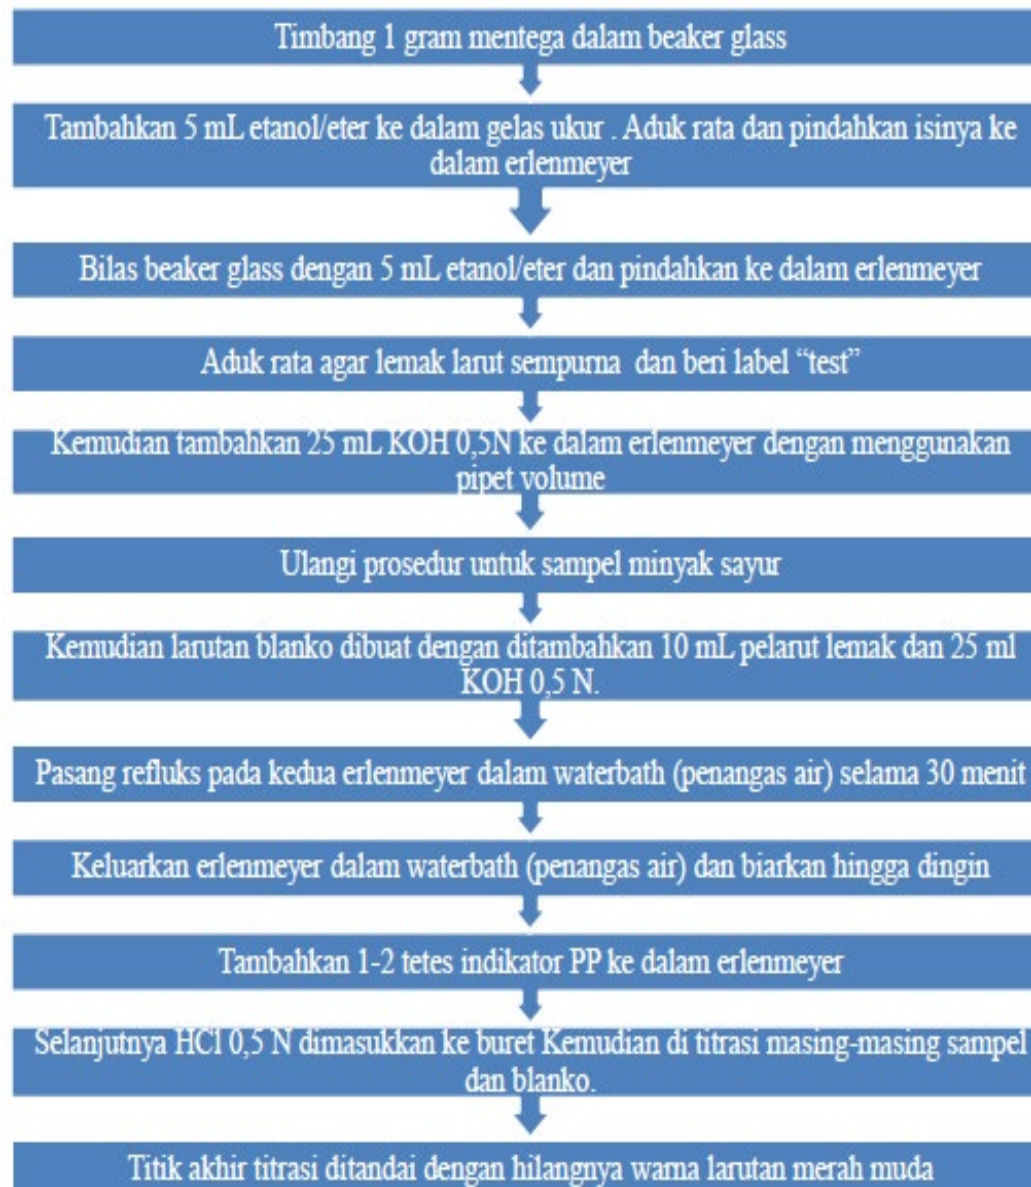 Timbang 1 gram mentega dalam beaker glass
Tambahkan 5 mL etanol/eter ke dalam gelas ukur . Aduk rata dan pindahkan isinya ke
dalam erlenmeyer
Bilas beaker glass dengan 5 mL etanol/eter dan pindahkan ke dalam erlenmeyer
Aduk rata agar lemak larut sempurna  dan beri label “test”
Kemudian tambahkan 25 mL KOH 0,5N ke dalam erlenmeyer dengan menggunakan
pipet volume
Ulangi prosedur untuk sampel minyak sayur
Kemudian larutan blanko dibuat dengan ditambahkan 10 mL pelarut lemak dan 25 ml
KOH 0,5 N.
Pasang refluks pada kedua erlenmeyer dalam waterbath (penangas air) selama 30 menit
Keluarkan erlenmeyer dalam waterbath (penangas air) dan biarkan hingga dingin
Tambahkan 1-2 tetes indikator PP ke dalam erlenmeyer
Selanjutnya HCl 0,5 N dimasukkan ke buret Kemudian di titrasi masing-masing sampel
dan blanko.
Titik akhir titrasi ditandai dengan hilangnya warna larutan merah muda